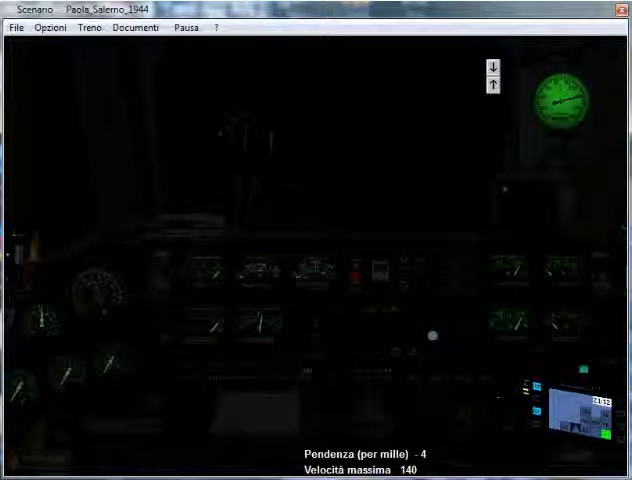 Scenario Paola_Salerno_1944
File Opzioni Treno Documenti Pausa ?
21:12
Pendenza (per mille) - 4
Velocità massima 140